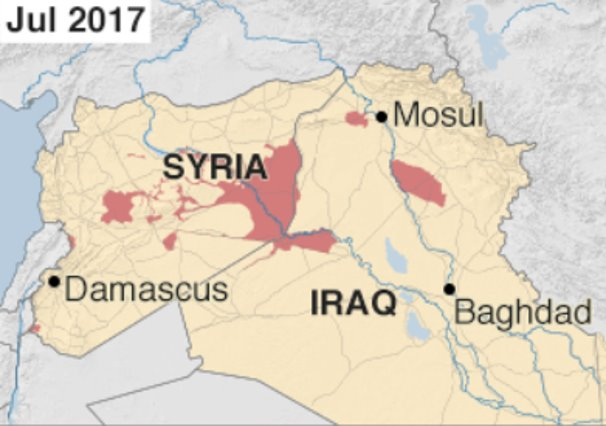 Jul 2017
Mosul
SYRIA
Damascus
IRAQ
Baghdad